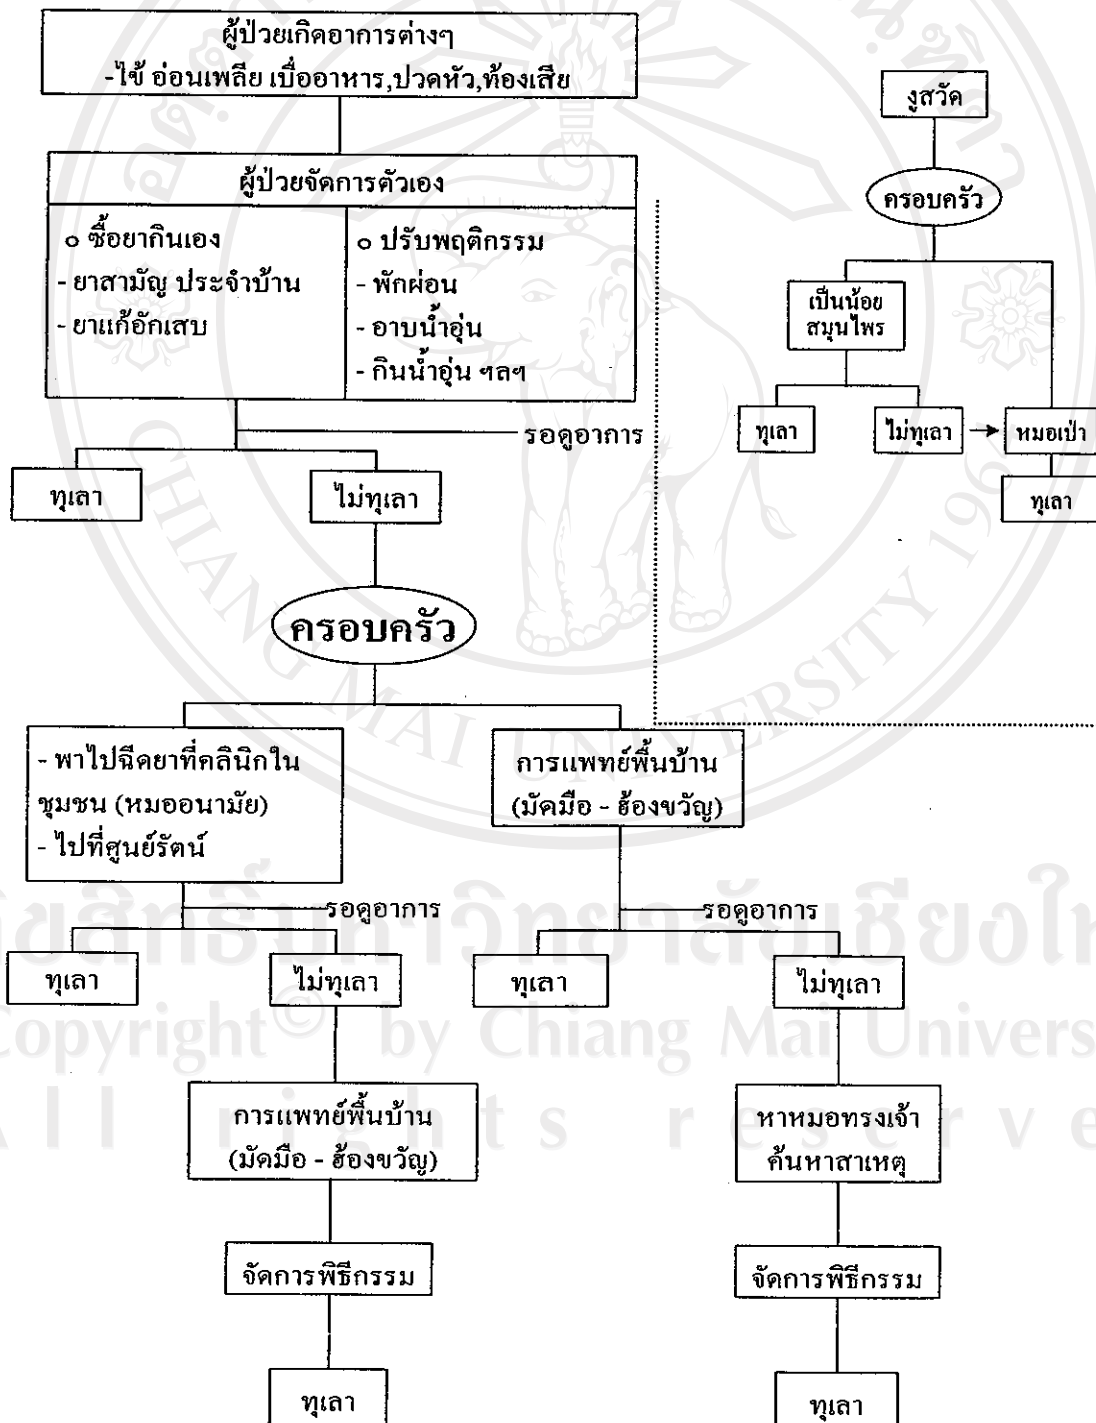 ผู้ป่วยเกิดอาการต่างๆ
-ไข้ อ่อนเพลีย เบื่ออาหาร,ปวดหัว,ท้องเสีย
ผู้ป่วยจัดการตัวเอง
o ซื้อยากินเอง
- ยาสามัญ ประจำบ้าน
- ยาแก้อักเสบ
o ปรับพฤติกรรม
- พักผ่อน
- อาบน้ำอุ่น
- กินน้ำอุ่น ฯลฯ
รอดูอาการ
ทุเลา
ไม่ทุเลา
ครอบครัว
- พาไปฉีดยาที่คลินิกใน
ชุมชน (หมออนามัย)
- ไปที่ศูนย์รัตน์
การแพทย์พื้นบ้าน
(มัดมือ - ฮ้องขวัญ)
รอดูอาการ
รอดูอาการ
ทุเลา
ไม่ทุเลา
ทุเลา
ไม่ทุเลา
การแพทย์พื้นบ้าน
(มัดมือ - ฮ้องขวัญ)
หาหมอทรงเจ้า
ค้นหาสาเหตุ
จัดการพิธีกรรม
จัดการพิธีกรรม
ทุเลา
ทุเลา
งูสวัด
ครอบครัว
เป็นน้อย
สมุนไพร
ทุเลา
ไม่ทุเลา
หมอเป่า
ทุเลา
CHIANG MAI UNIVERSITY 196
Copyright© by Chiang Mai Univers
All rights reserve